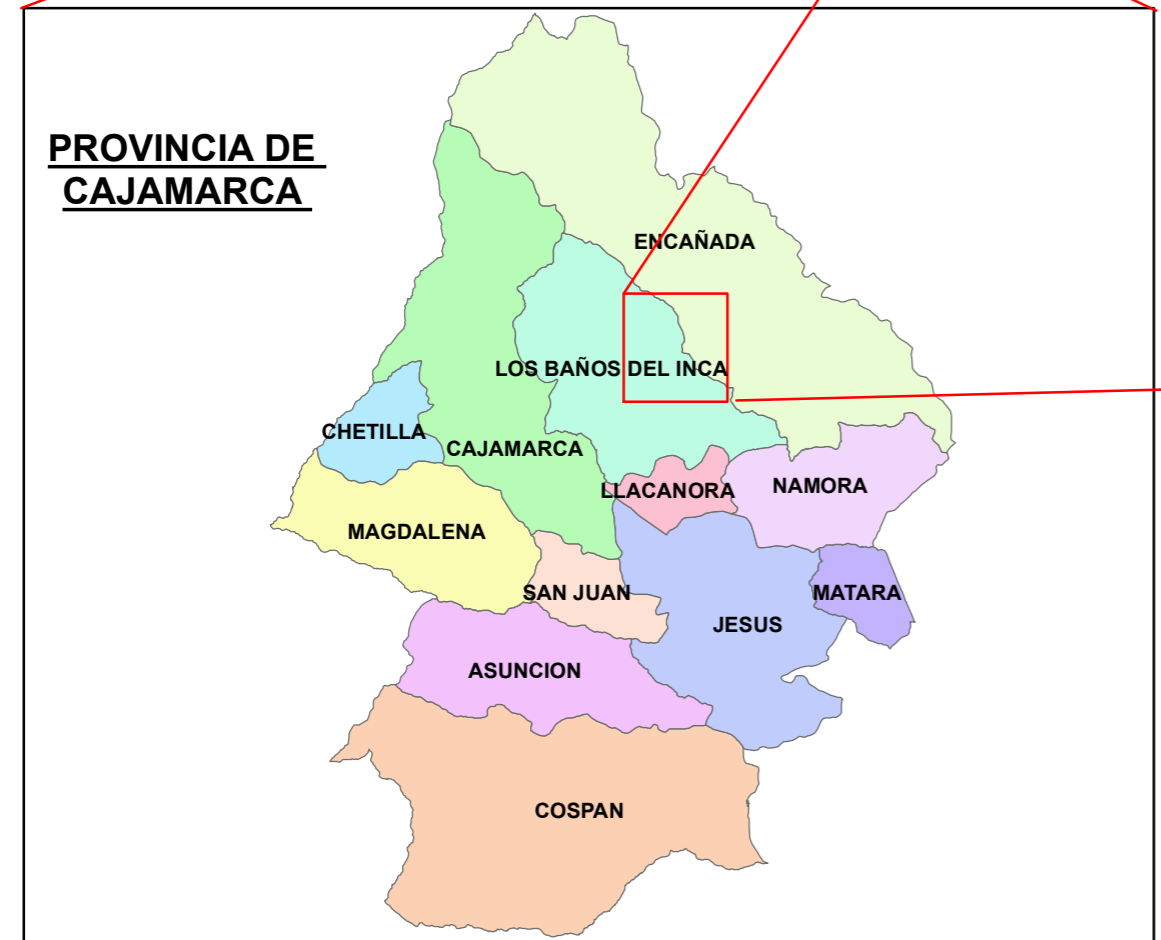 PROVINCIA DE
CAJAMARCA
ENCAÑADA
LOS BAÑOS DEL INCA
CHETILLA
CAJAMARCA
LLACANORA
NAMORA
MAGDALENA
SAN JUAN
MATARA
JESUS
ASUNCION
COSPAN